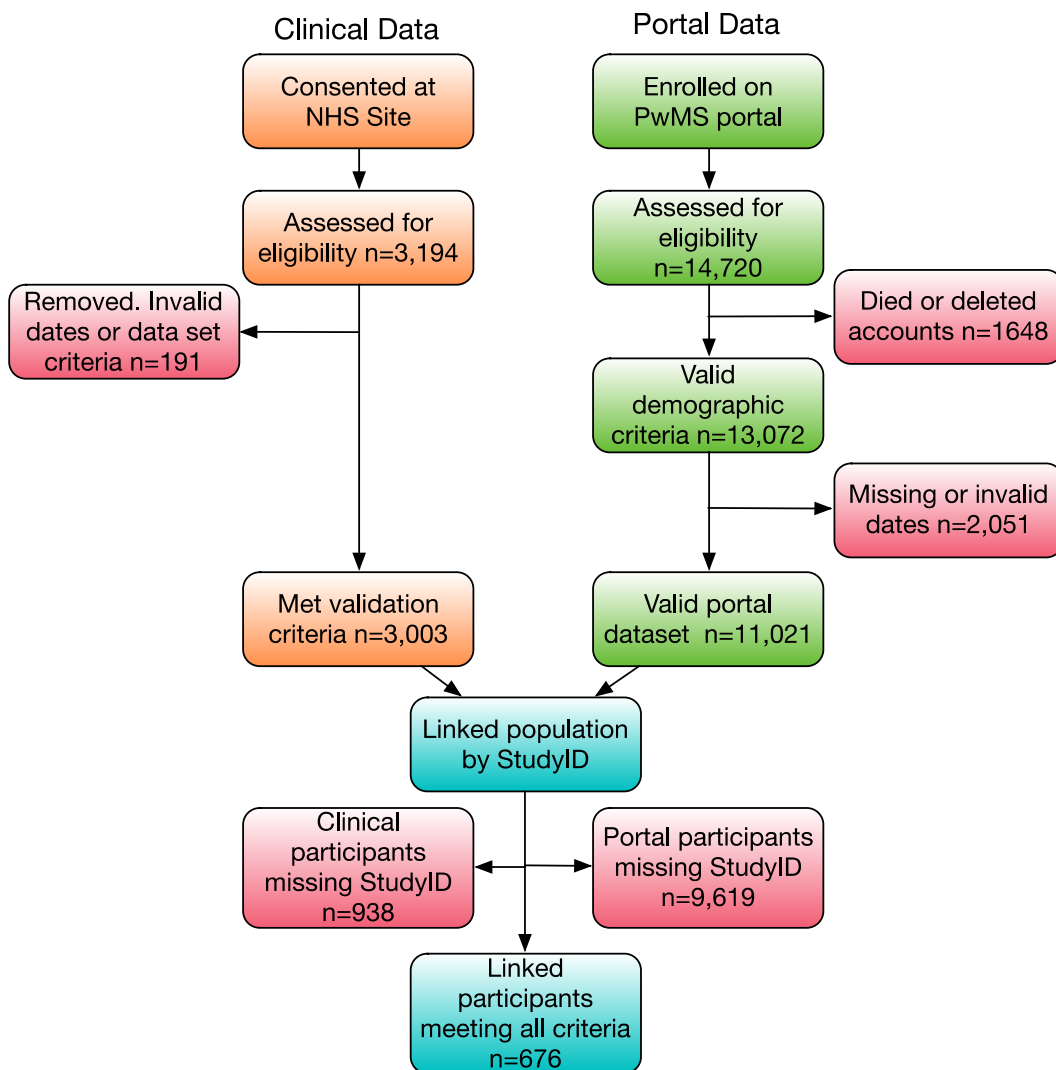 Clinical Data
Portal Data
Consented at
NHS Site
Enrolled on
PwMS portal
Assessed for
eligibility n=3,194
Assessed for
eligibility
n=14,720
Removed. Invalid
dates or data set
criteria n=191
Died or deleted
accounts n=1648
Valid
demographic
criteria n=13,072
Missing or invalid
dates n=2,051
Met validation
criteria n=3,003
Valid portal
dataset n=11,021
Linked population
by StudyID
Clinical
participants
missing StudyID
n=938
Portal participants
missing StudyID
n=9,619
Linked
participants
meeting all criteria
n=676